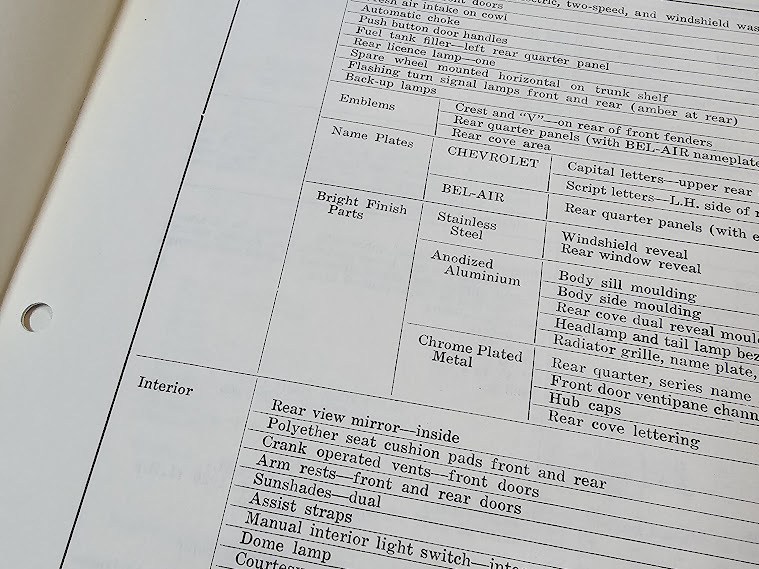 doors
electric, two-speed, and windshield
air intake on cowl
Automatic choke
Push button door handles
Fuel tank filler—left rear quarter panel
Rear licence lamp—one
Spare wheel mounted horizontal on trunk shelf
Flashing turn signal lamps front and rear (amber at rear)
Back-up lamps
Emblems
Crest and "V"—on rear of front fenders
Rear quarter panels (with BEL-AIR nameplate
Rear cove area
Name Plates
CHEVROLET
Capital letters—upper rear
BEL-AIR
Script letters—L.H. side of
Rear quarter panels (with
Bright Finish
Parts
Stainless
Steel
Windshield reveal
Rear window reveal
Anodized
Aluminium
Body sill moulding
Body side moulding
Rear cove dual reveal
Headlamp and tail lamp
Radiator grille, name plate,
Chrome Plated
Metal
Rear quarter, series name
Front door ventipane
Hub caps
Rear cove lettering
Interior
Rear view mirror—inside
Polyether seat cushion pads front and rear
Crank operated vents—front doors
Arm rests—front and rear doors
Sunshades—dual
Assist straps
Manual interior light switch—
Dome lamp